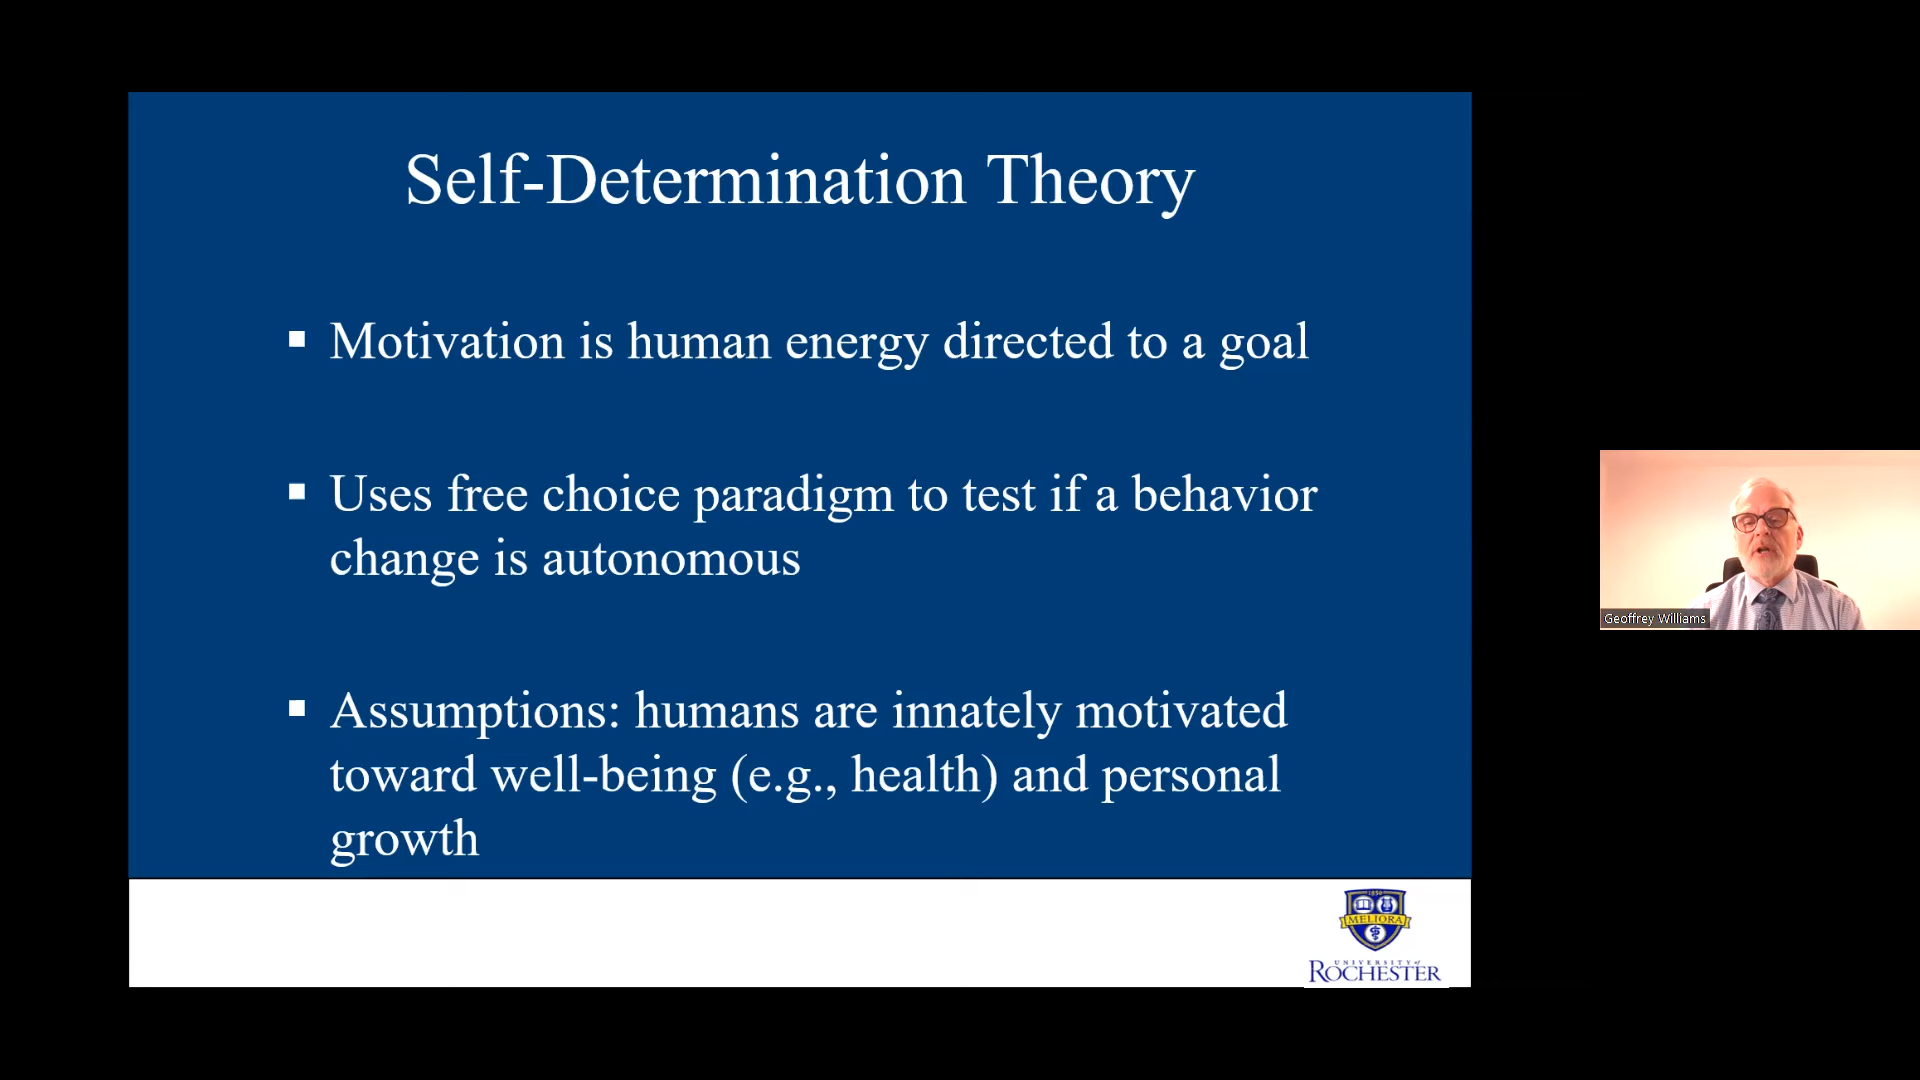 Self-Determination Theory
Motivation is human energy directed to a goal
Uses free choice paradigm to test if a behavior
change is autonomous
Assumptions: humans are innately motivated
toward well-being (e.g., health) and personal
growth
Geoffrey Williams
1850
MELIORA
UNIVERSITY of
ROCHESTER